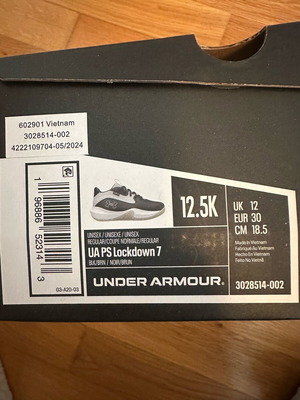 602901 Vietnam
3028514-002
4222109704-05/2024
1 96886 52314 3
03-A20-03
12.5K
UK 12
EUR 30
CM 18.5
UNISEX / UNISEXE / UNISEX
REGULAR/COUPE NORMALE/REGULAR
UA PS Lockdown 7
BLK/BRN / NOIR/BRUN
Made In Vietnam
Fabriqué Au Vietnam
Hecho En Vietnam
Feito No Vietnã
UNDER ARMOUR.
3028514-002